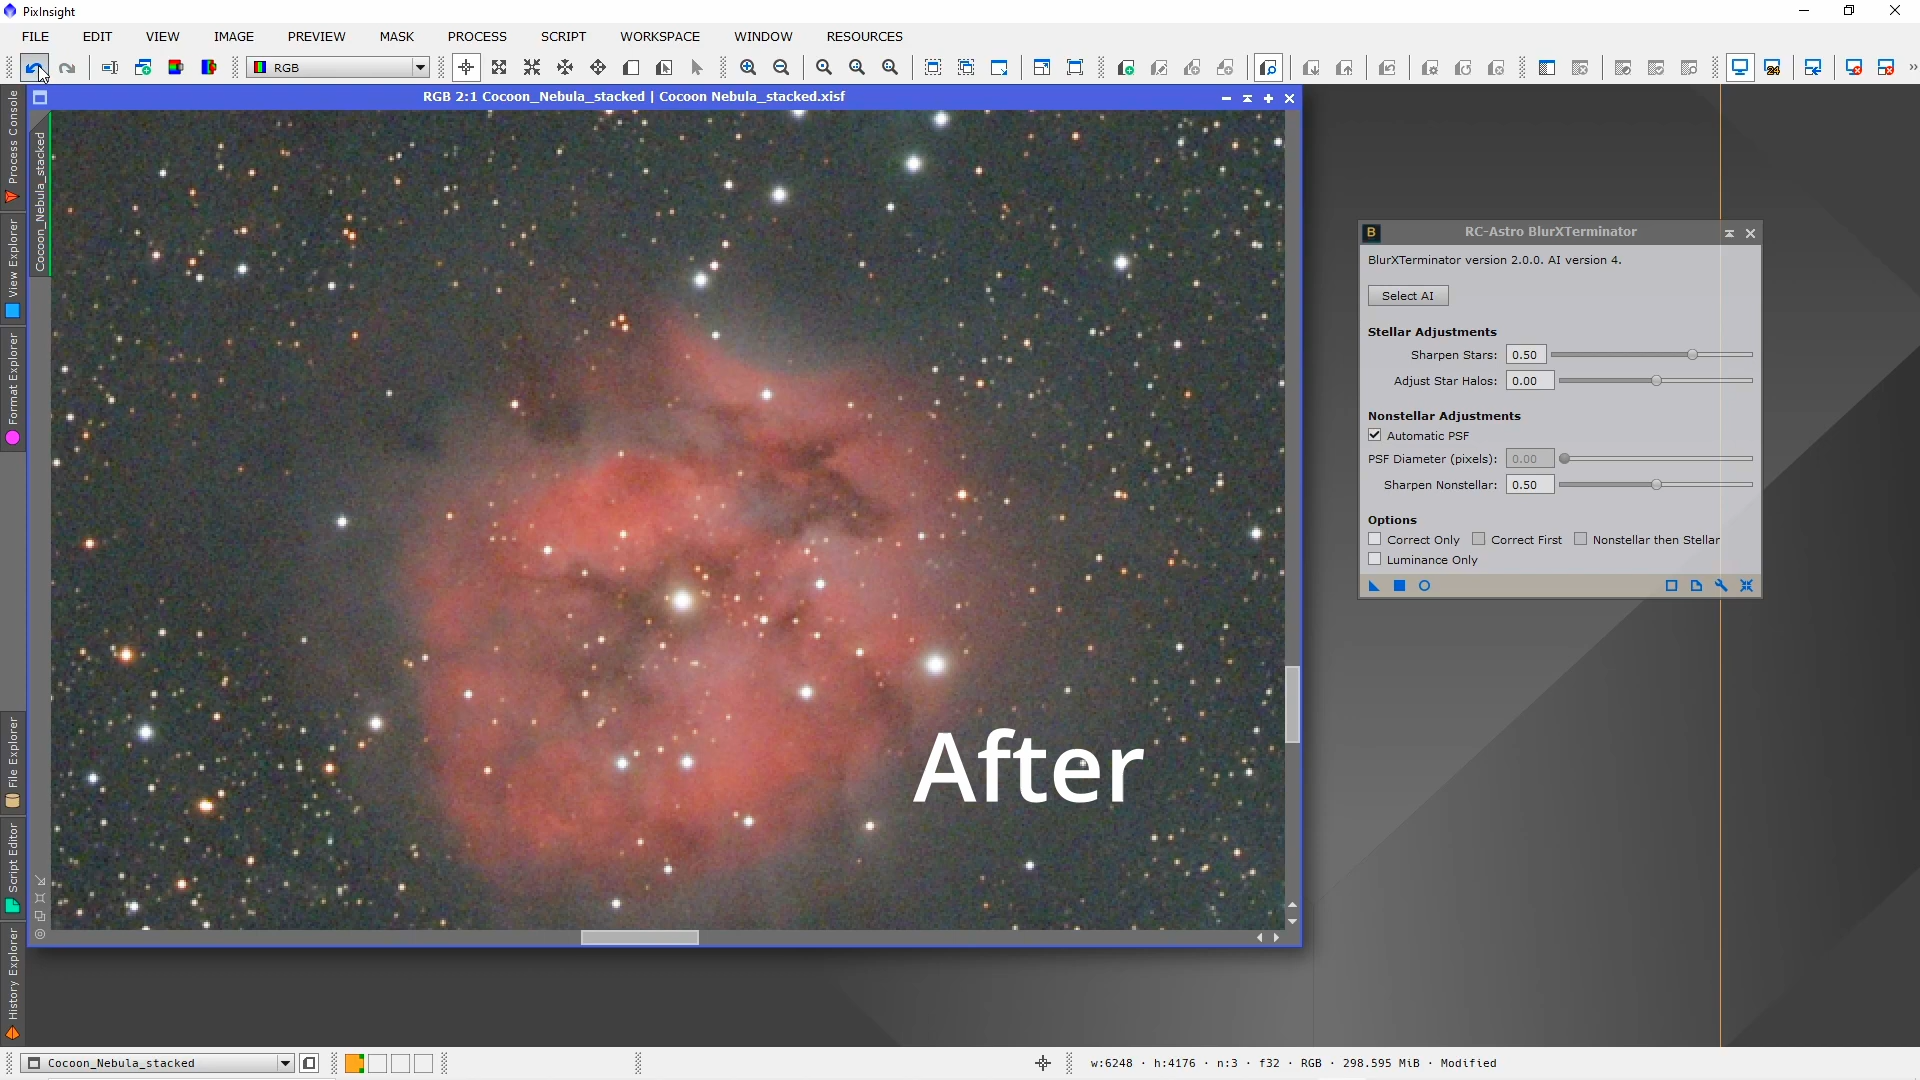 PixInsight
FILE EDIT VIEW IMAGE PREVIEW MASK PROCESS SCRIPT WORKSPACE WINDOW RESOURCES
RGB
24
RGB 2:1 Cocoon_Nebula_stacked | Cocoon Nebula_stacked.xisf
Cocoon_Nebula_stacked
Process Console
View Explorer
Format Explorer
File Explorer
Script Editor
History Explorer
After
B RC-Astro BlurXTerminator
BlurXTerminator version 2.0.0. AI version 4.
Select AI
Stellar Adjustments
Sharpen Stars: 0.50
Adjust Star Halos: 0.00
Nonstellar Adjustments
Automatic PSF
PSF Diameter (pixels): 0.00
Sharpen Nonstellar: 0.50
Options
Correct Only Correct First Nonstellar then Stellar
Luminance Only
Cocoon_Nebula_stacked
w:6248 · h:4176 · n:3 · f32 · RGB · 298.595 MiB · Modified